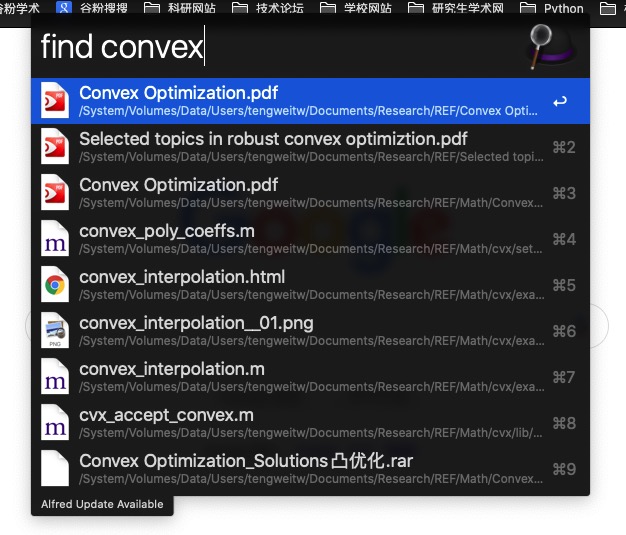 谷粉学术 谷粉搜搜 科研网站 技术论坛 学校网站 研究生学术网 Python
find convex
Convex Optimization.pdf
/System/Volumes/Data/Users/tengweitw/Documents/Research/REF/Convex Opti...
Selected topics in robust convex optimiztion.pdf
/System/Volumes/Data/Users/tengweitw/Documents/Research/REF/Selected topi...
⌘2
Convex Optimization.pdf
/System/Volumes/Data/Users/tengweitw/Documents/Research/REF/Math/Convex...
⌘3
convex_poly_coeffs.m
/System/Volumes/Data/Users/tengweitw/Documents/Research/REF/Math/cvx/set...
⌘4
convex_interpolation.html
/System/Volumes/Data/Users/tengweitw/Documents/Research/REF/Math/cvx/exa...
⌘5
convex_interpolation__01.png
/System/Volumes/Data/Users/tengweitw/Documents/Research/REF/Math/cvx/exa...
⌘6
convex_interpolation.m
/System/Volumes/Data/Users/tengweitw/Documents/Research/REF/Math/cvx/exa...
⌘7
cvx_accept_convex.m
/System/Volumes/Data/Users/tengweitw/Documents/Research/REF/Math/cvx/lib/...
⌘8
Convex Optimization_Solutions凸优化.rar
/System/Volumes/Data/Users/tengweitw/Documents/Research/REF/Math/Convex...
⌘9
Alfred Update Available